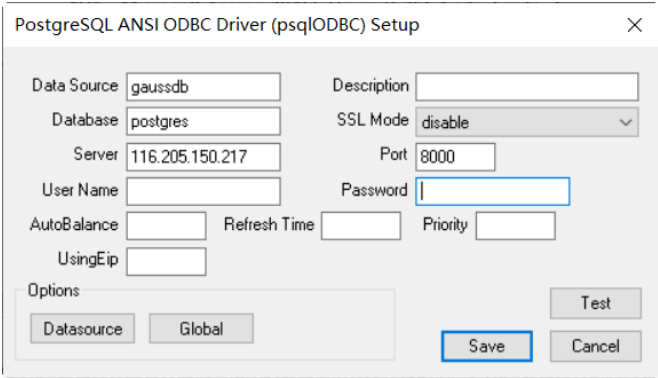 PostgreSQL ANSI ODBC Driver (psqlODBC) Setup
Data Source gaussdb Description
Database postgres SSL Mode disable
Server 116.205.150.217 Port 8000
User Name Password
AutoBalance Refresh Time Priority
UsingEip
Options
Test
Datasource Global
Save Cancel